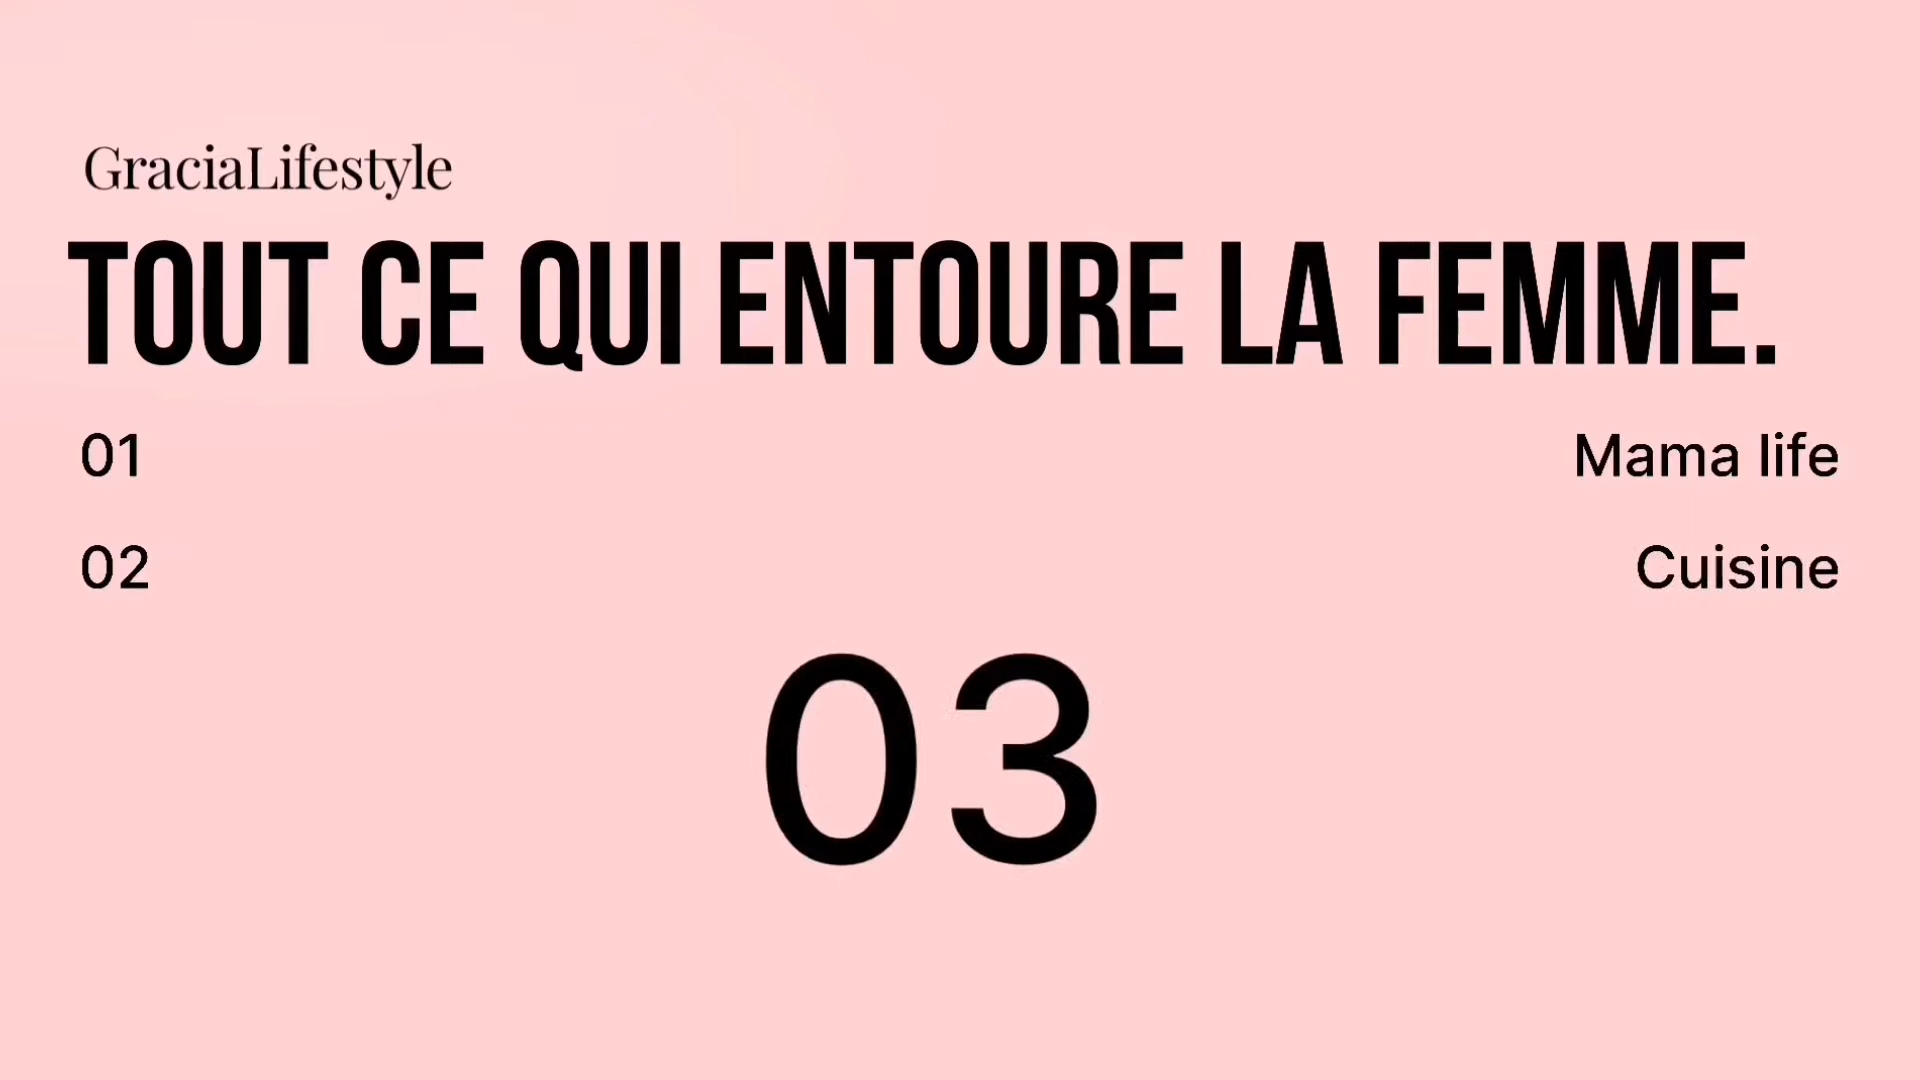 GraciaLifestyle
TOUT CE QUI ENTOURE LA FEMME.
01 Mama life
02 Cuisine
03